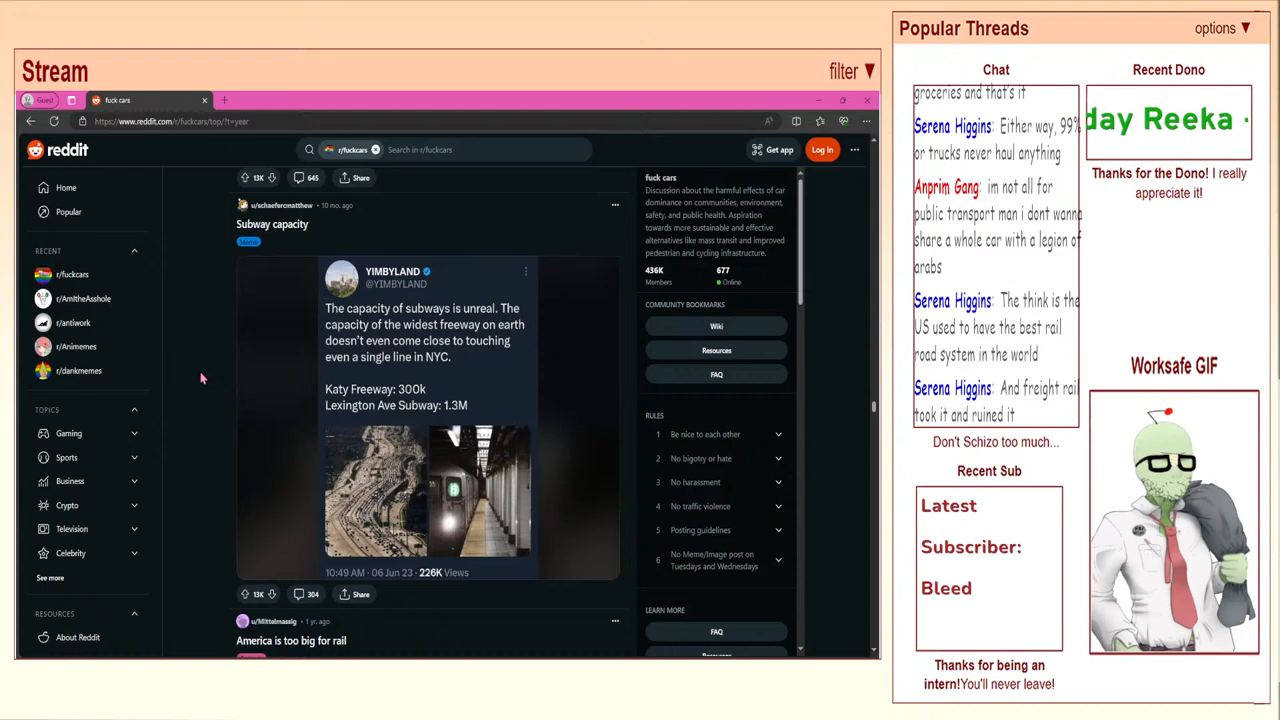 Stream
filter ▼
Guest
fuck cars
https://www.reddit.com/r/fuckcars/top/?t=year
reddit
r/fuckcars
Search in r/fuckcars
Get app
Log In
Home
Popular
RECENT
r/fuckcars
r/AmItheAsshole
r/antiwork
r/Animemes
r/dankmemes
TOPICS
Gaming
Sports
Business
Crypto
Television
Celebrity
See more
RESOURCES
About Reddit
13K
645
Share
u/schaefercmatthew • 10 mo. ago
Subway capacity
Meme
YIMBYLAND
@YIMBYLAND
The capacity of subways is unreal. The
capacity of the widest freeway on earth
doesn't even come close to touching
even a single line in NYC.
Katy Freeway: 300k
Lexington Ave Subway: 1.3M
10:49 AM · 06 Jun 23 · 226K Views
13K
304
Share
u/Mittelmassig • 1 yr. ago
America is too big for rail
fuck cars
Discussion about the harmful effects of car
dominance on communities, environment,
safety, and public health. Aspiration
towards more sustainable and effective
alternatives like mass transit and improved
pedestrian and cycling infrastructure.
436K
677
Members
Online
COMMUNITY BOOKMARKS
Wiki
Resources
FAQ
RULES
1 Be nice to each other
2 No bigotry or hate
3 No harassment
4 No traffic violence
5 Posting guidelines
6 No Meme/Image post on
Tuesdays and Wednesdays
LEARN MORE
FAQ
Popular Threads
options ▼
Chat
groceries and that's it
Serena Higgins: Either way, 99%
or trucks never haul anything
Anprim Gang: im not all for
public transport man i dont wanna
share a whole car with a legion of
arabs
Serena Higgins: The think is the
US used to have the best rail
road system in the world
Serena Higgins: And freight rail
took it and ruined it
Don't Schizo too much...
Recent Sub
Latest
Subscriber:
Bleed
Thanks for being an
intern!You'll never leave!
Recent Dono
day Reeka ·
Thanks for the Dono! I really
appreciate it!
Worksafe GIF